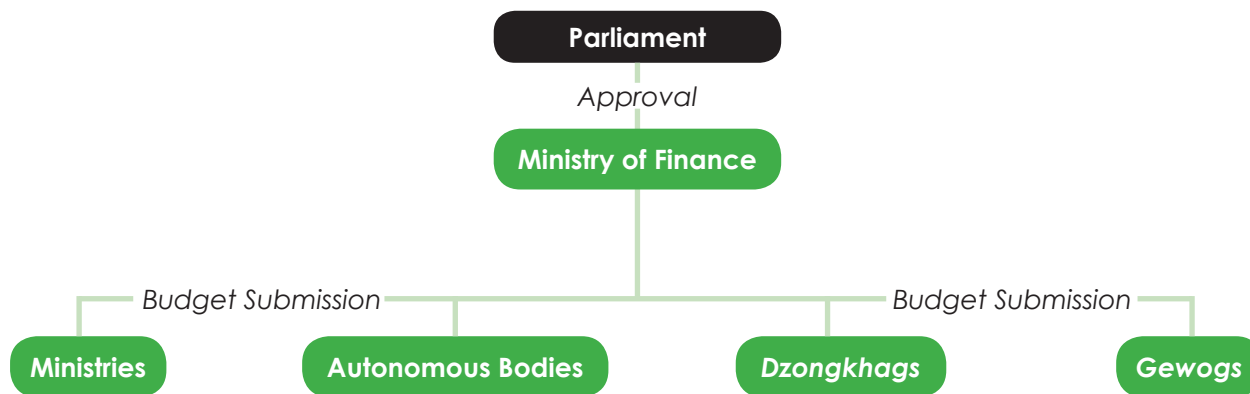 Parliament
Approval
Ministry of Finance
Budget Submission
Budget Submission
Ministries
Autonomous Bodies
Dzongkhags
Gewogs